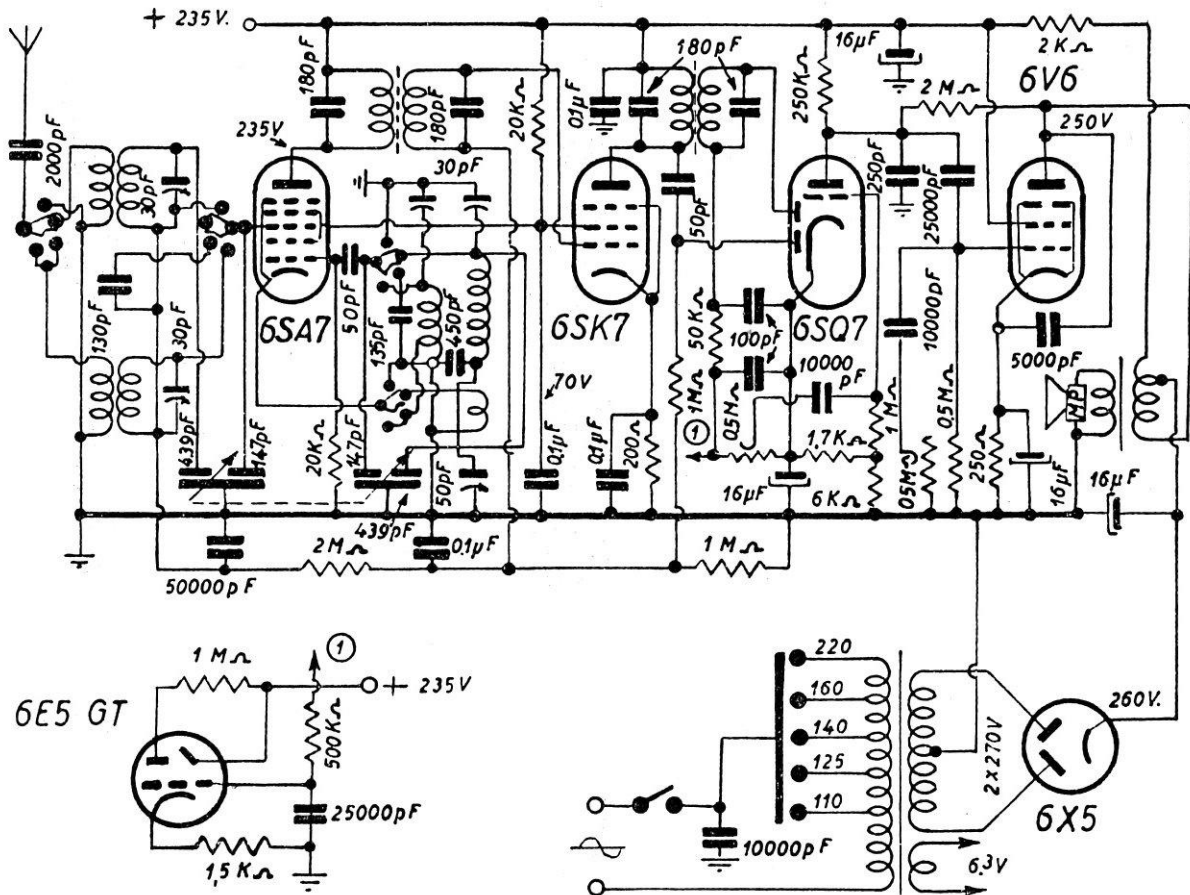 + 235V.
16µF
2KΩ
6V6
180pF
180pF
180pF
20KΩ
0.1µF
250KΩ
2MΩ
250V
235V
2000pF
30pF
30pF
50pF
250pF
25000pF
50pF
6SA7
135pF
450pF
6SK7
50KΩ
100pF
6SQ7
10000pF
5000pF
130pF
30pF
70V
1MΩ
10000
pF
MP
439pF
147pF
20KΩ
147pF
439pF
50pF
0.1µF
0.1µF
200Ω
1
0.5MΩ
1,7KΩ
1MΩ
16µF
6KΩ
05MΩ
0.5MΩ
250Ω
16µF
16µF
50000pF
2MΩ
0.1µF
1MΩ
6E5 GT
1MΩ
1
+ 235V
500KΩ
25000pF
1,5KΩ
220
160
140
125
110
10000pF
2x270V
6,3V
260V.
6X5